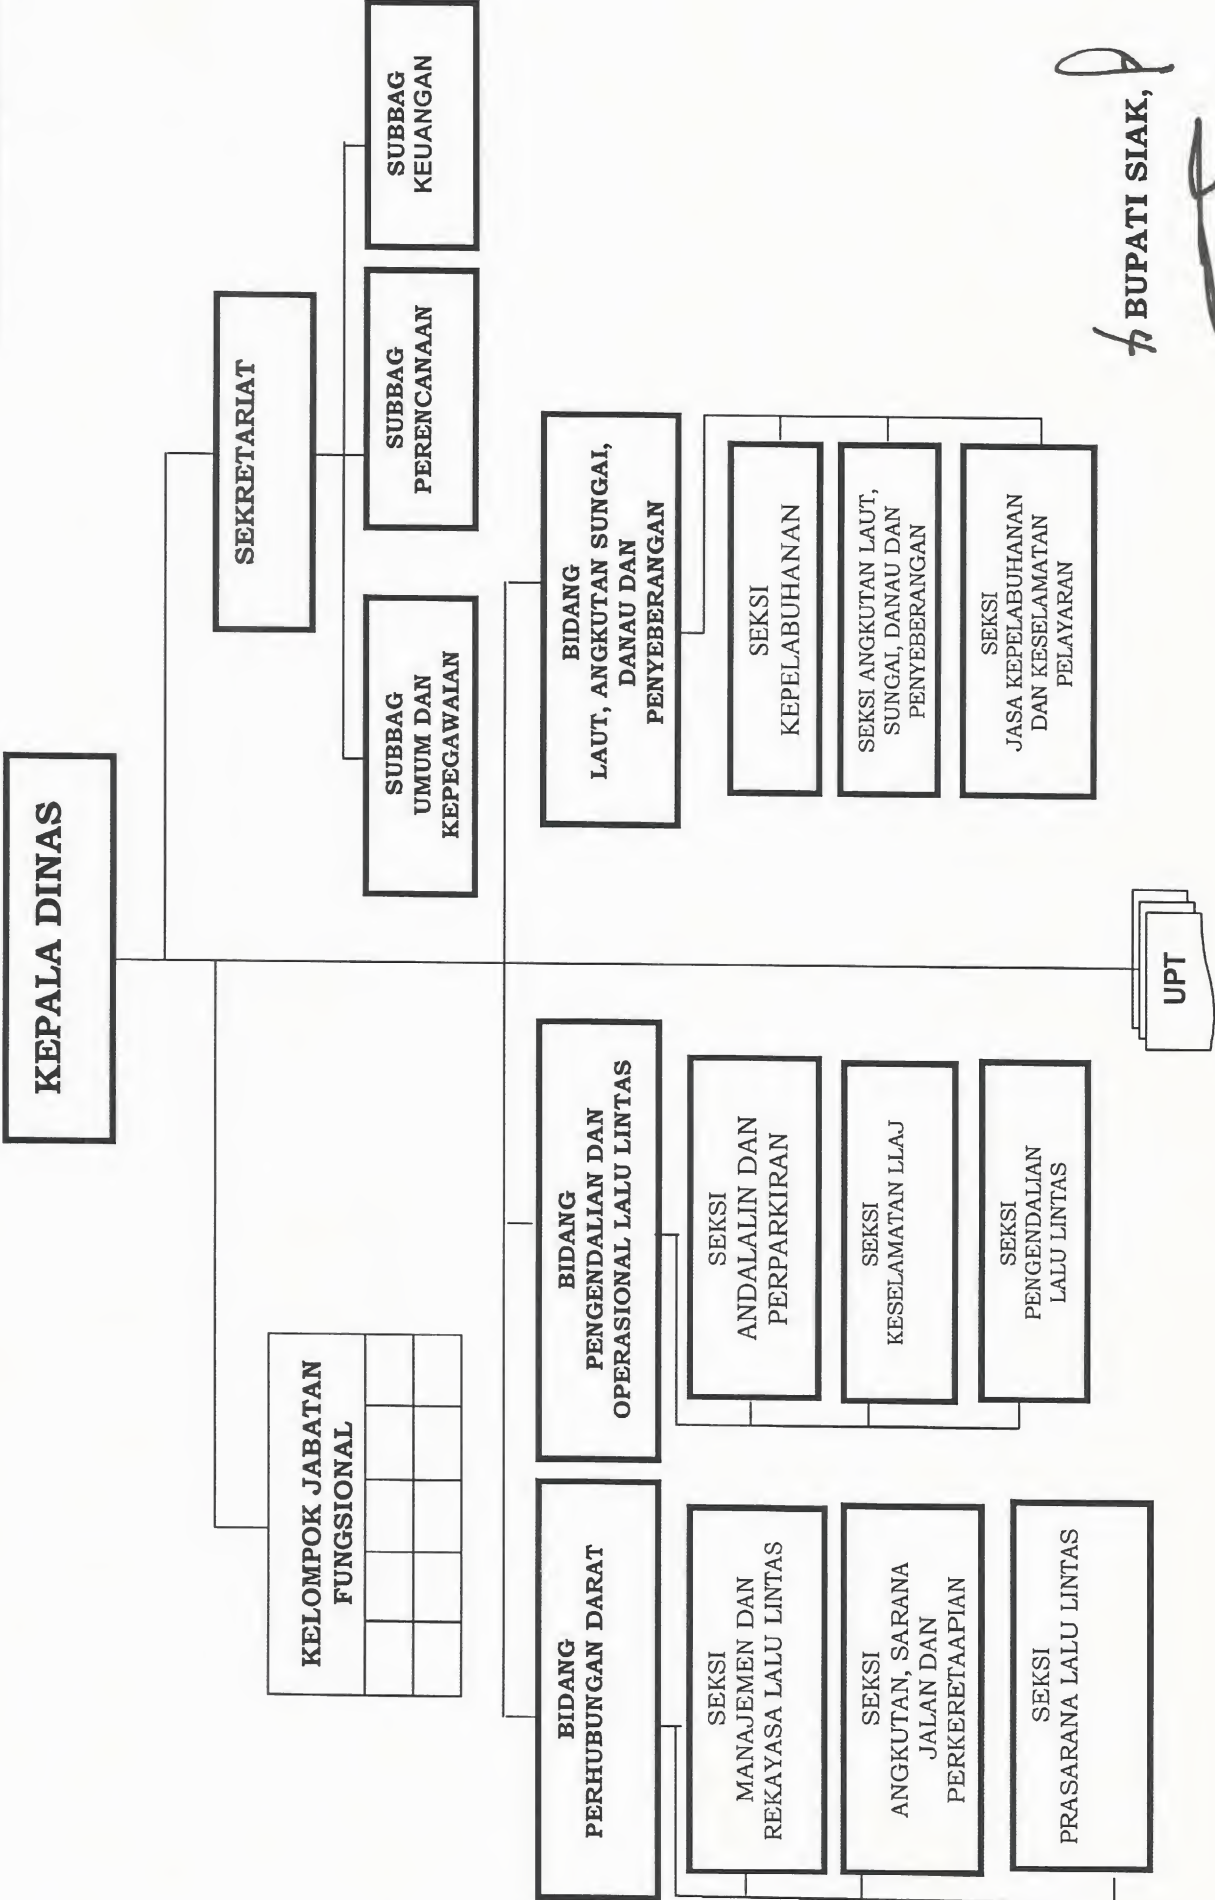 KEPALA DINAS
SEKRETARIAT
KELOMPOK JABATAN
FUNGSIONAL
SUBBAG
UMUM DAN
KEPEGAWAIAN
SUBBAG
PERENCANAAN
SUBBAG
KEUANGAN
BIDANG
PERHUBUNGAN DARAT
SEKSI
MANAJEMEN DAN
REKAYASA LALU LINTAS
SEKSI
ANGKUTAN, SARANA
JALAN DAN
PERKERETAAPIAN
SEKSI
PRASARANA LALU LINTAS
BIDANG
PENGENDALIAN DAN
OPERASIONAL LALU LINTAS
SEKSI
ANDALALIN DAN
PERPARKIRAN
SEKSI
KESELAMATAN LLAJ
SEKSI
PENGENDALIAN
LALU LINTAS
BIDANG
LAUT, ANGKUTAN SUNGAI,
DANAU DAN
PENYEBERANGAN
SEKSI
KEPELABUHANAN
SEKSI ANGKUTAN LAUT,
SUNGAI, DANAU DAN
PENYEBERANGAN
SEKSI
JASA KEPELABUHANAN
DAN KESELAMATAN
PELAYARAN
UPT
BUPATI SIAK,